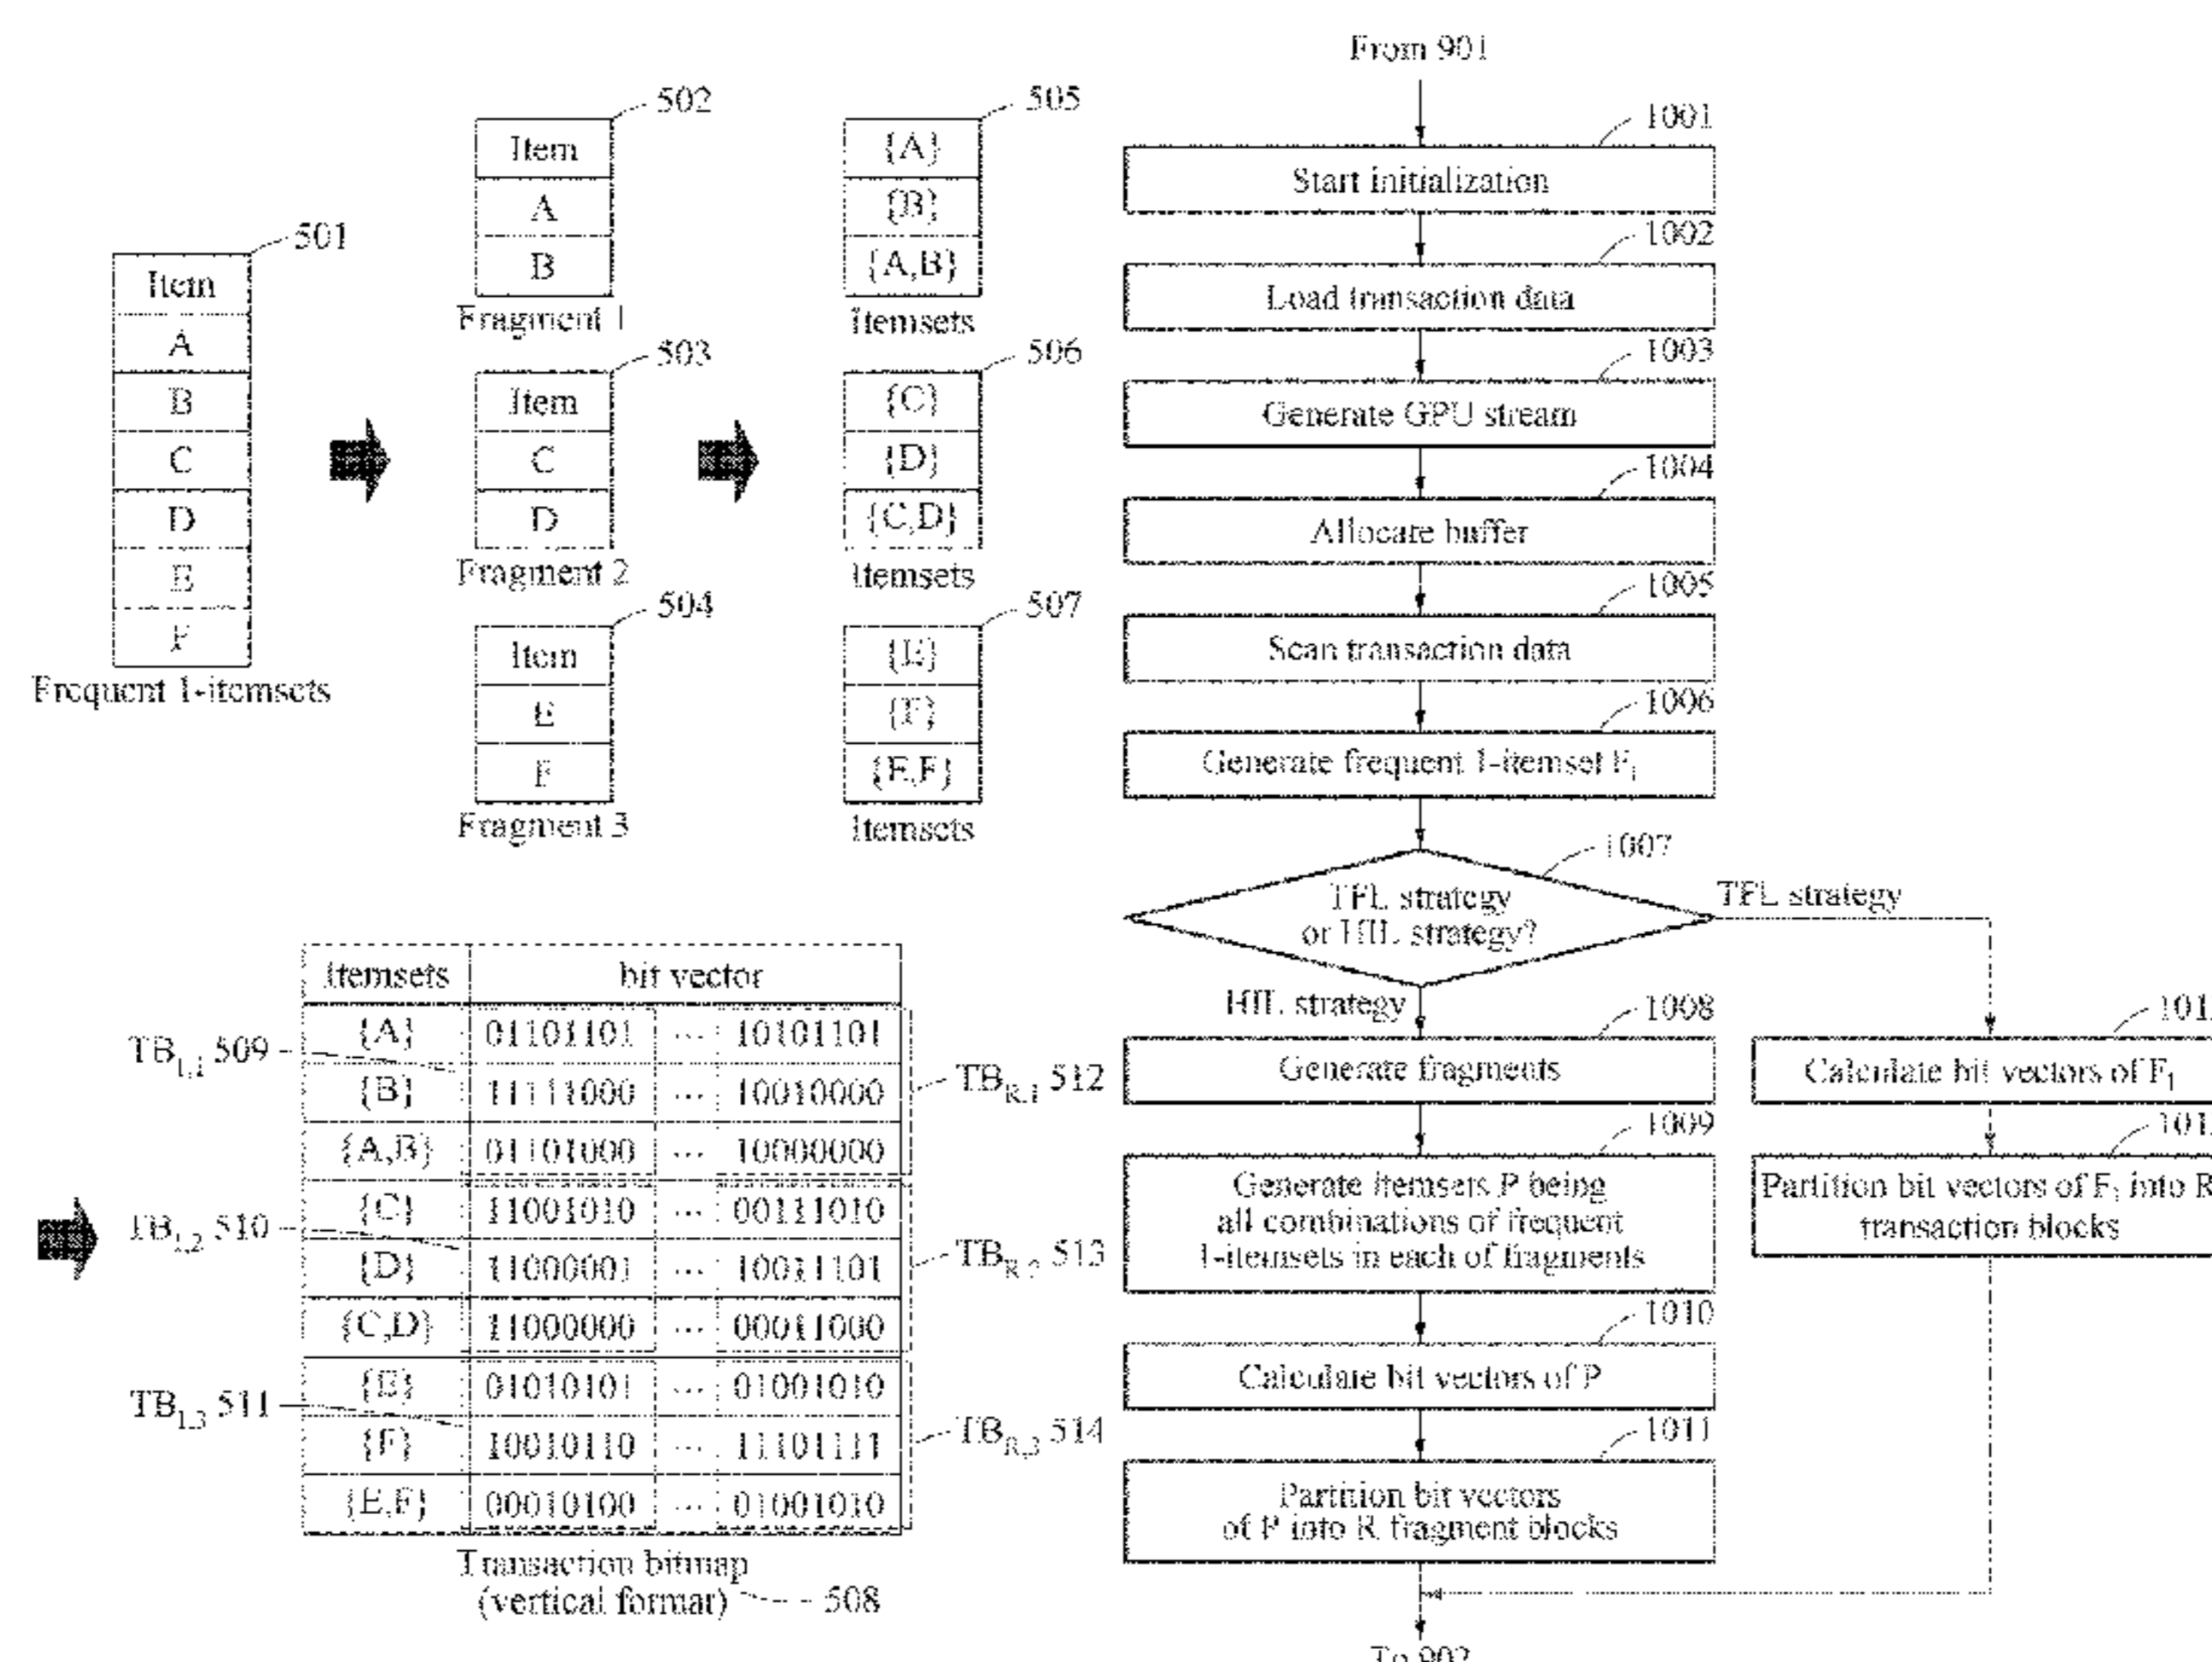 501
Item
A
B
C
D
E
F
Frequent 1-itemsets
502
Item
A
B
Fragment 1
503
Item
C
D
Fragment 2
504
Item
E
F
Fragment 3
505
{A}
{B}
{A,B}
Itemsets
506
{C}
{D}
{C,D}
Itemsets
507
{E}
{F}
{E,F}
Itemsets
Itemsets bit vector
{A} 01101101 ... 10101101
{B} 11111000 ... 10010000
{A,B} 01101000 ... 10000000
{C} 11001010 ... 00111010
{D} 11000001 ... 10011101
{C,D} 11000000 ... 00011000
{E} 01010101 ... 01001010
{F} 10010110 ... 11101111
{E,F} 00010100 ... 01001010
TB1,1 509
TB1,2 510
TB1,3 511
TBR,1 512
TBR,2 513
TBR,3 514
Transaction bitmap
(vertical format)
508
From 901
1001
Start initialization
1002
Load transaction data
1003
Generate GPU stream
1004
Allocate buffer
1005
Scan transaction data
1006
Generate frequent 1-itemset F1
1007
TFL strategy
or HIL strategy?
TFL strategy
HIL strategy
1008
Generate fragments
1009
Generate itemsets P being
all combinations of frequent
1-itemsets in each of fragments
1010
Calculate bit vectors of P
1011
Partition bit vectors
of P into R fragment blocks
Calculate bit vectors of F1
Partition bit vectors of F1 into R
transaction blocks
To 902